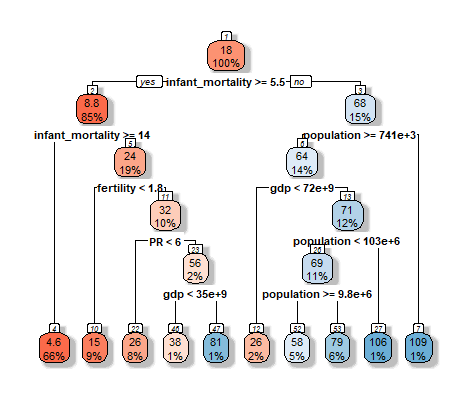 1
18
100%
yes infant_mortality >= 5.5 no
2 3
8.8 68
85% 15%
infant_mortality >= 14 population >= 741e+3
5 6
24 64
19% 14%
fertility < 1.8 gdp < 72e+9
11 13
32 71
10% 12%
PR < 6 population < 103e+6
23 26
56 69
2% 11%
gdp < 35e+9 population >= 9.8e+6
4 10 22 46 47 12 52 53 27 7
4.6 15 26 38 81 26 58 79 106 109
66% 9% 8% 1% 1% 2% 5% 6% 1% 1%